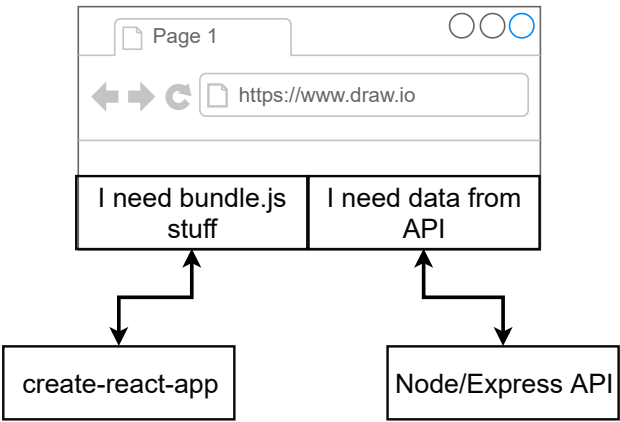 Page 1
https://www.draw.io
I need bundle.js
stuff
I need data from
API
create-react-app
Node/Express API